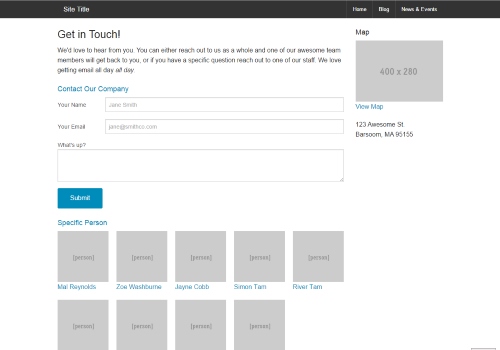 Site Title
Home
Blog
News & Events
Get in Touch!
We'd love to hear from you. You can either reach out to us as a whole and one of our awesome team
members will get back to you, or if you have a specific question reach out to one of our staff. We love
getting email all day all day.
Contact Our Company
Your Name
Jane Smith
Your Email
jane@smithco.com
What's up?
Submit
Map
400 x 280
View Map
123 Awesome St.
Barsoom, MA 95155
Specific Person
[person]
[person]
[person]
[person]
[person]
Mal Reynolds
Zoe Washburne
Jayne Cobb
Simon Tam
River Tam
[person]
[person]
[person]
[person]